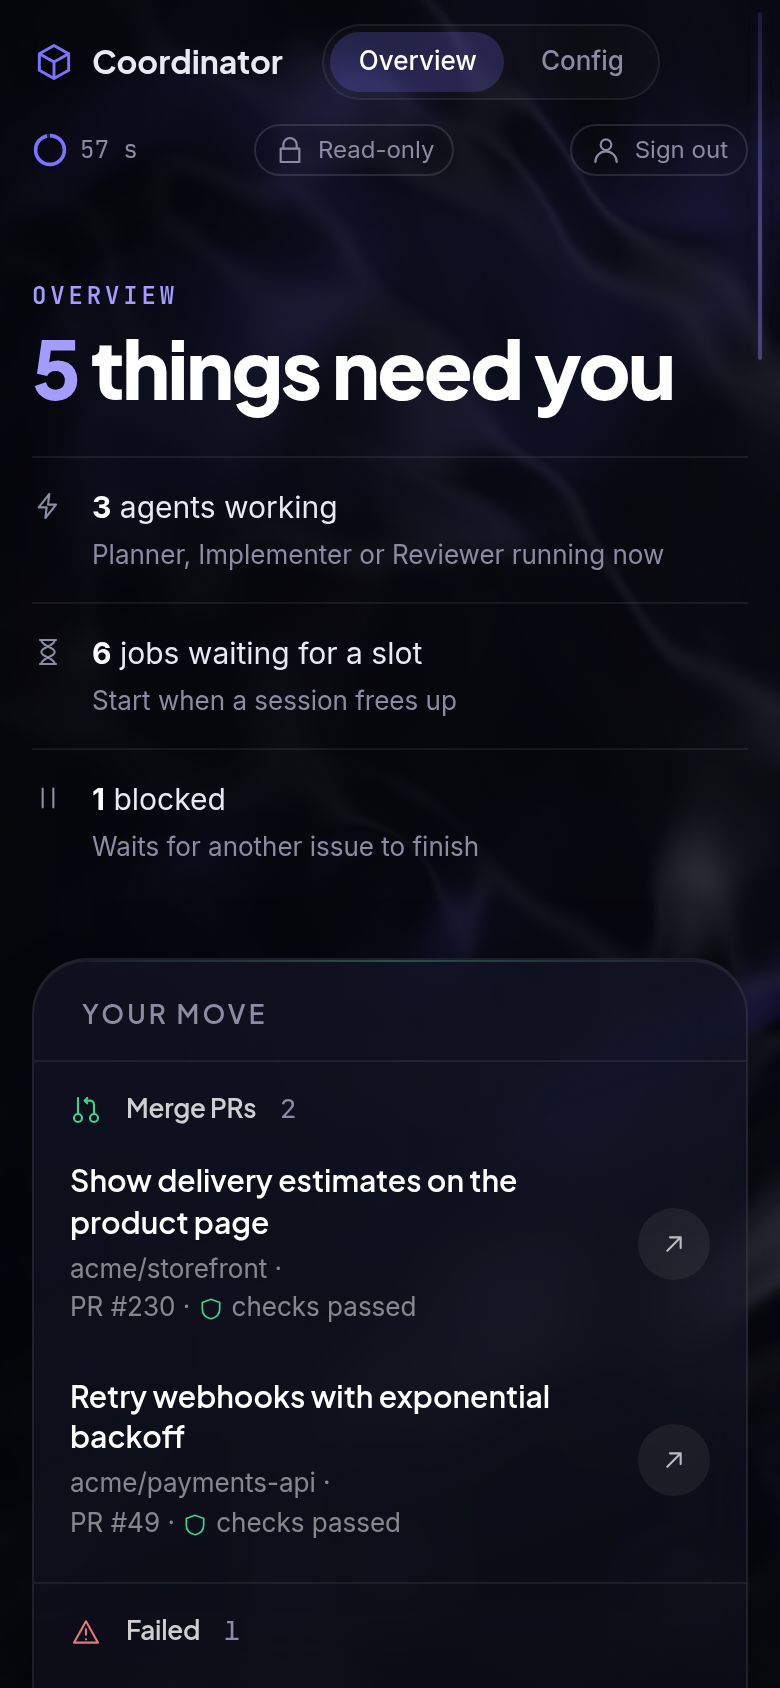 Coordinator
Overview
Config
57 s
Read-only
Sign out
OVERVIEW
5 things need you
3 agents working
Planner, Implementer or Reviewer running now
6 jobs waiting for a slot
Start when a session frees up
1 blocked
Waits for another issue to finish
YOUR MOVE
Merge PRs 2
Show delivery estimates on the
product page
acme/storefront ·
PR #230 · checks passed
Retry webhooks with exponential
backoff
acme/payments-api ·
PR #49 · checks passed
Failed 1